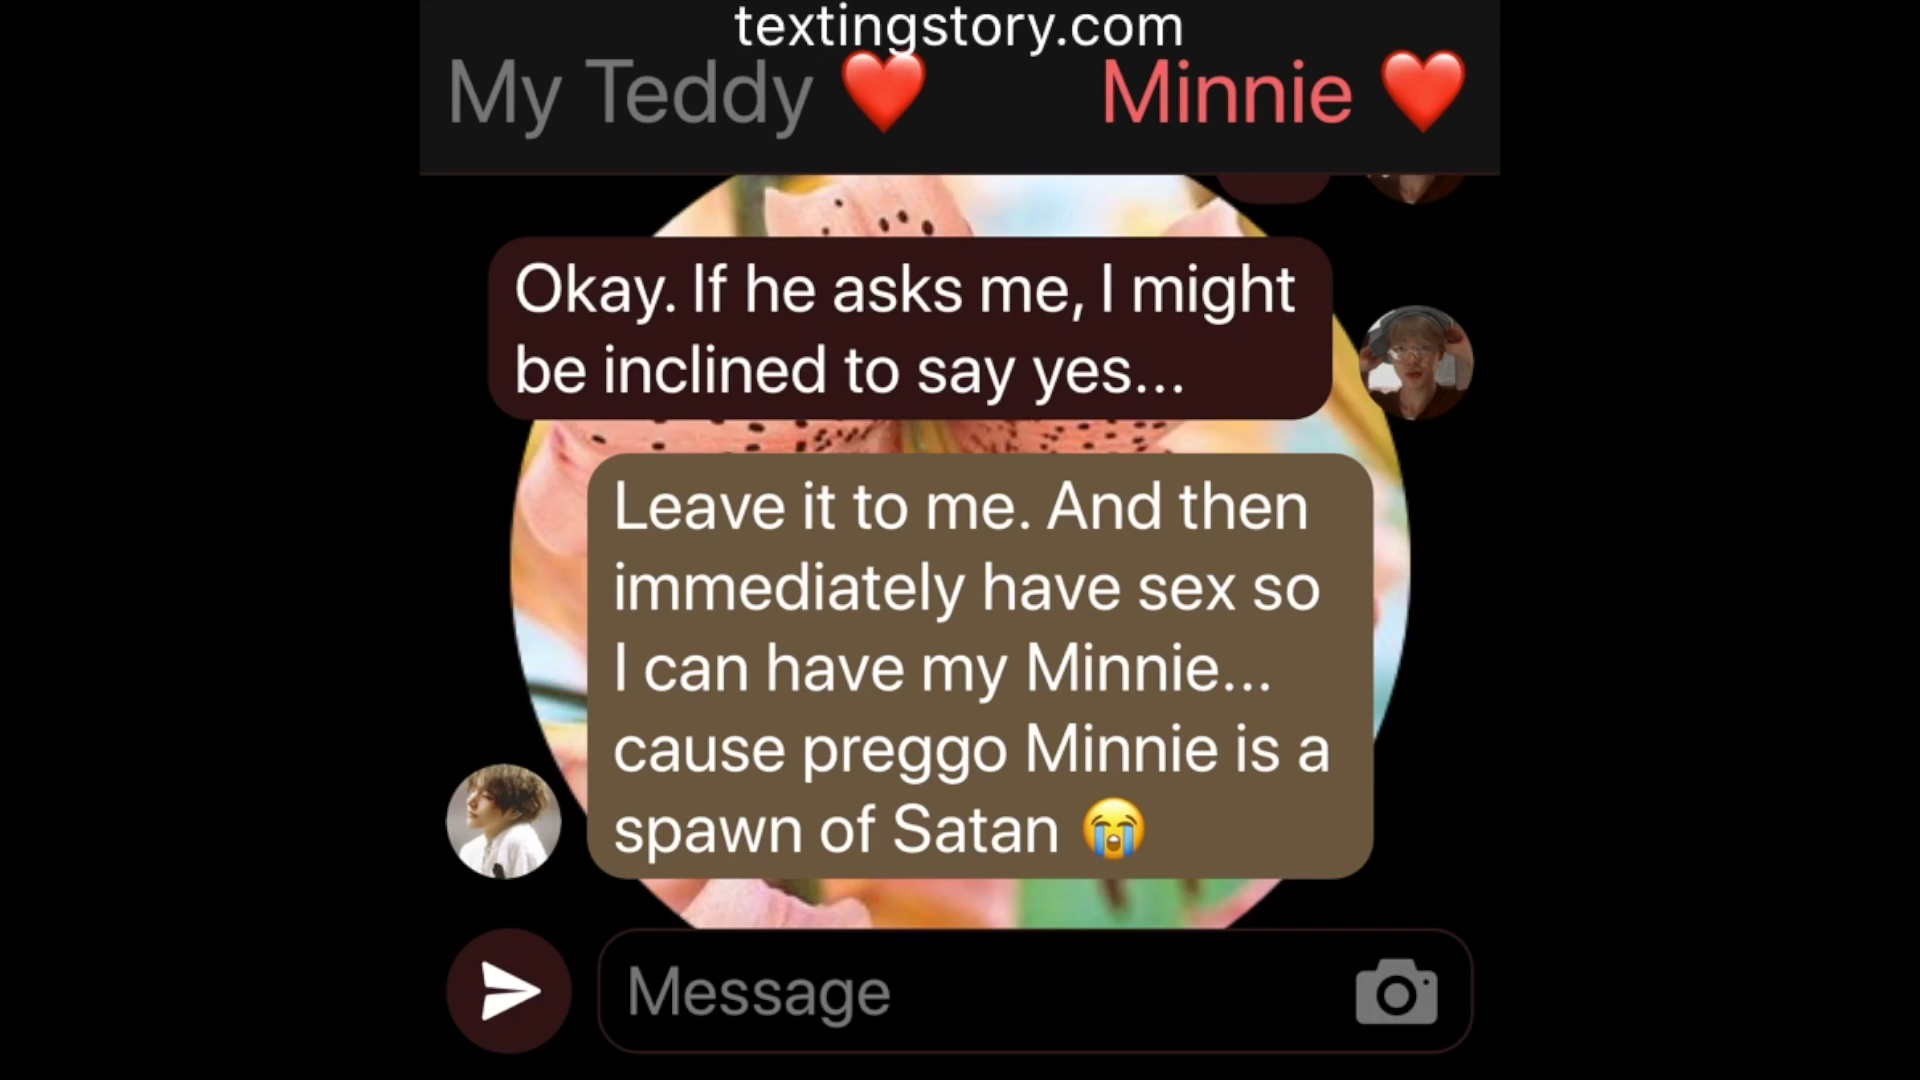 textingstory.com
My Teddy ❤️ Minnie ❤️
Okay. If he asks me, I might
be inclined to say yes...
Leave it to me. And then
immediately have sex so
I can have my Minnie...
cause preggo Minnie is a
spawn of Satan 😭
Message